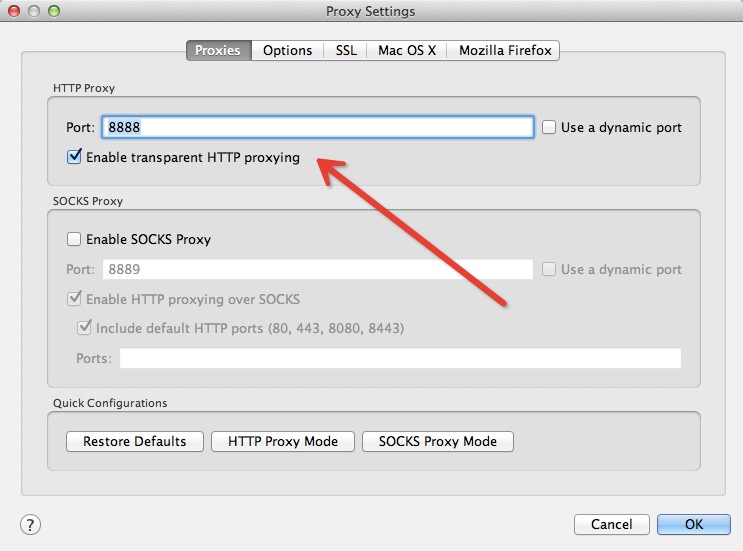 Proxy Settings
Proxies Options SSL Mac OS X Mozilla Firefox
HTTP Proxy
Port: 8888 Use a dynamic port
Enable transparent HTTP proxying
SOCKS Proxy
Enable SOCKS Proxy
Port: 8889 Use a dynamic port
Enable HTTP proxying over SOCKS
Include default HTTP ports (80, 443, 8080, 8443)
Ports:
Quick Configurations
Restore Defaults HTTP Proxy Mode SOCKS Proxy Mode
? Cancel OK